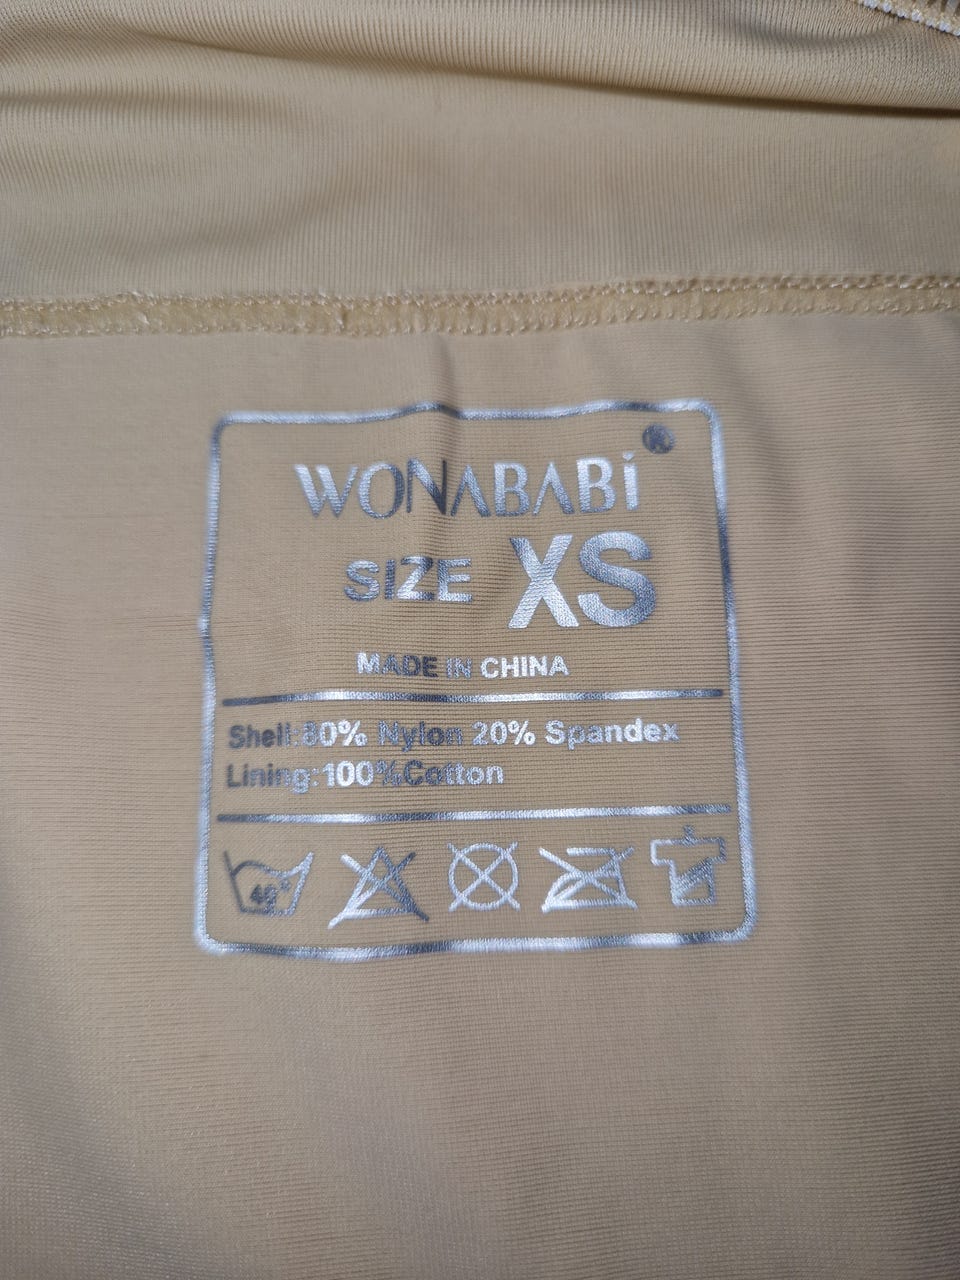 WONABABi®
SIZE XS
MADE IN CHINA
Shell:80% Nylon 20% Spandex
Lining:100%Cotton
40°